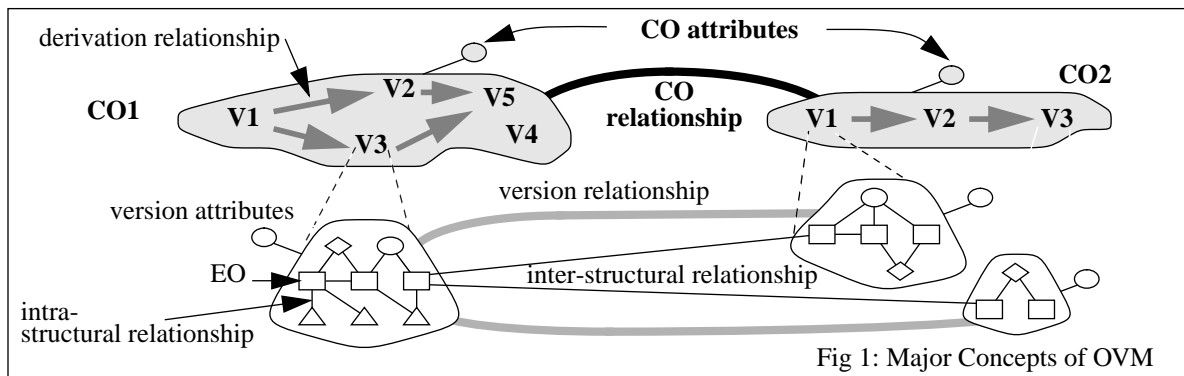 derivation relationship
CO attributes
CO1
V1
V2
V5
V3
V4
CO
relationship
CO2
V1
V2
V3
version attributes
version relationship
EO
inter-structural relationship
intra-
structural relationship
Fig 1: Major Concepts of OVM